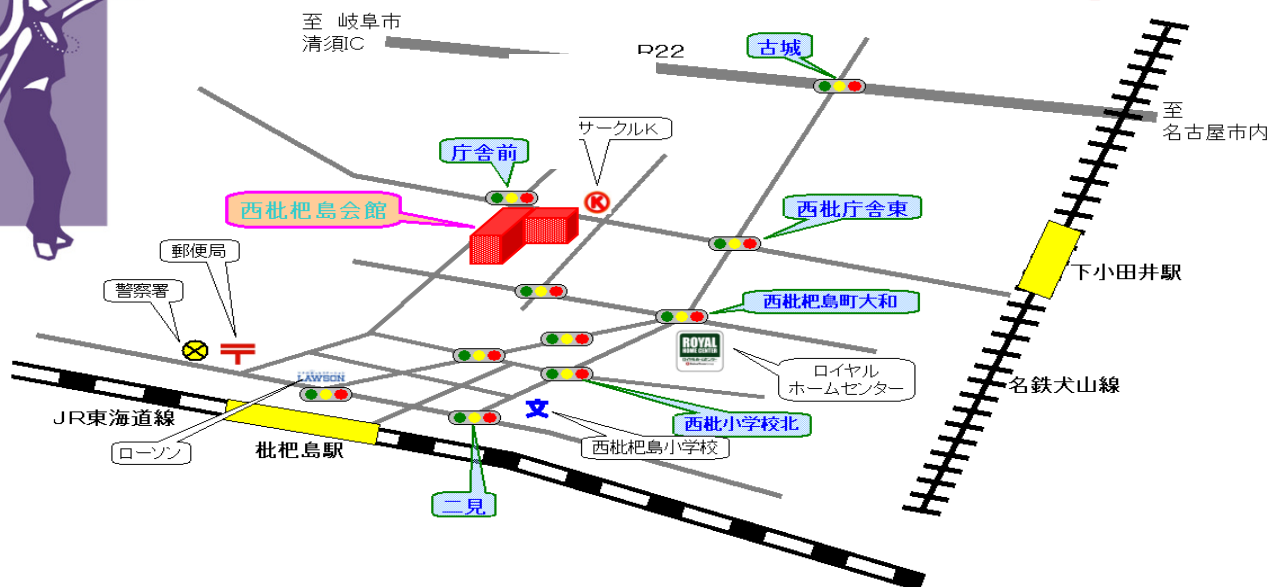 至 岐阜市
清須IC
R22
古城
至
名古屋市内
サークルK
K
庁舎前
西枇杷島会館
西枇庁舎東
郵便局
下小田井駅
警察署
西枇杷島町大和
ROYAL
HOME CENTER
ロイヤル
ホームセンター
LAWSON
名鉄犬山線
JR東海道線
文
西枇小学校北
ローソン
枇杷島駅
西枇杷島小学校
二見